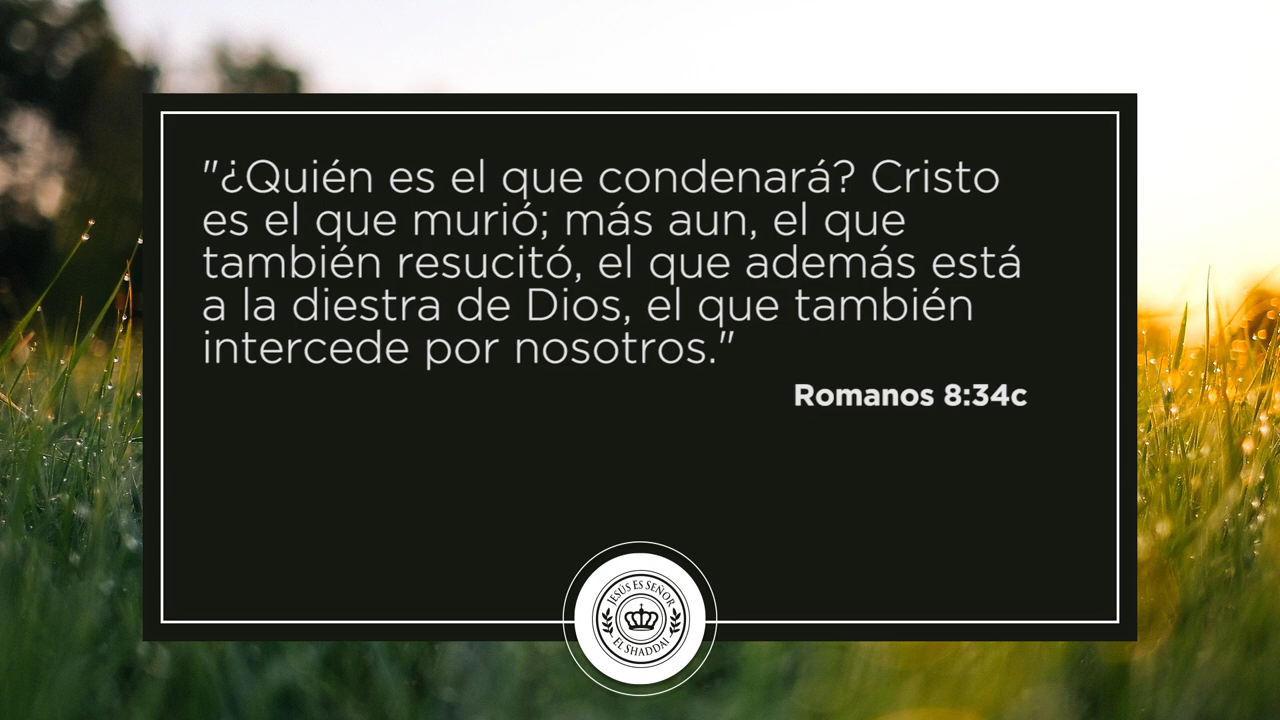 "¿Quién es el que condenará? Cristo
es el que murió; más aun, el que
también resucitó, el que además está
a la diestra de Dios, el que también
intercede por nosotros."
Romanos 8:34c
JESÚS ES SEÑOR
EL SHADDAI